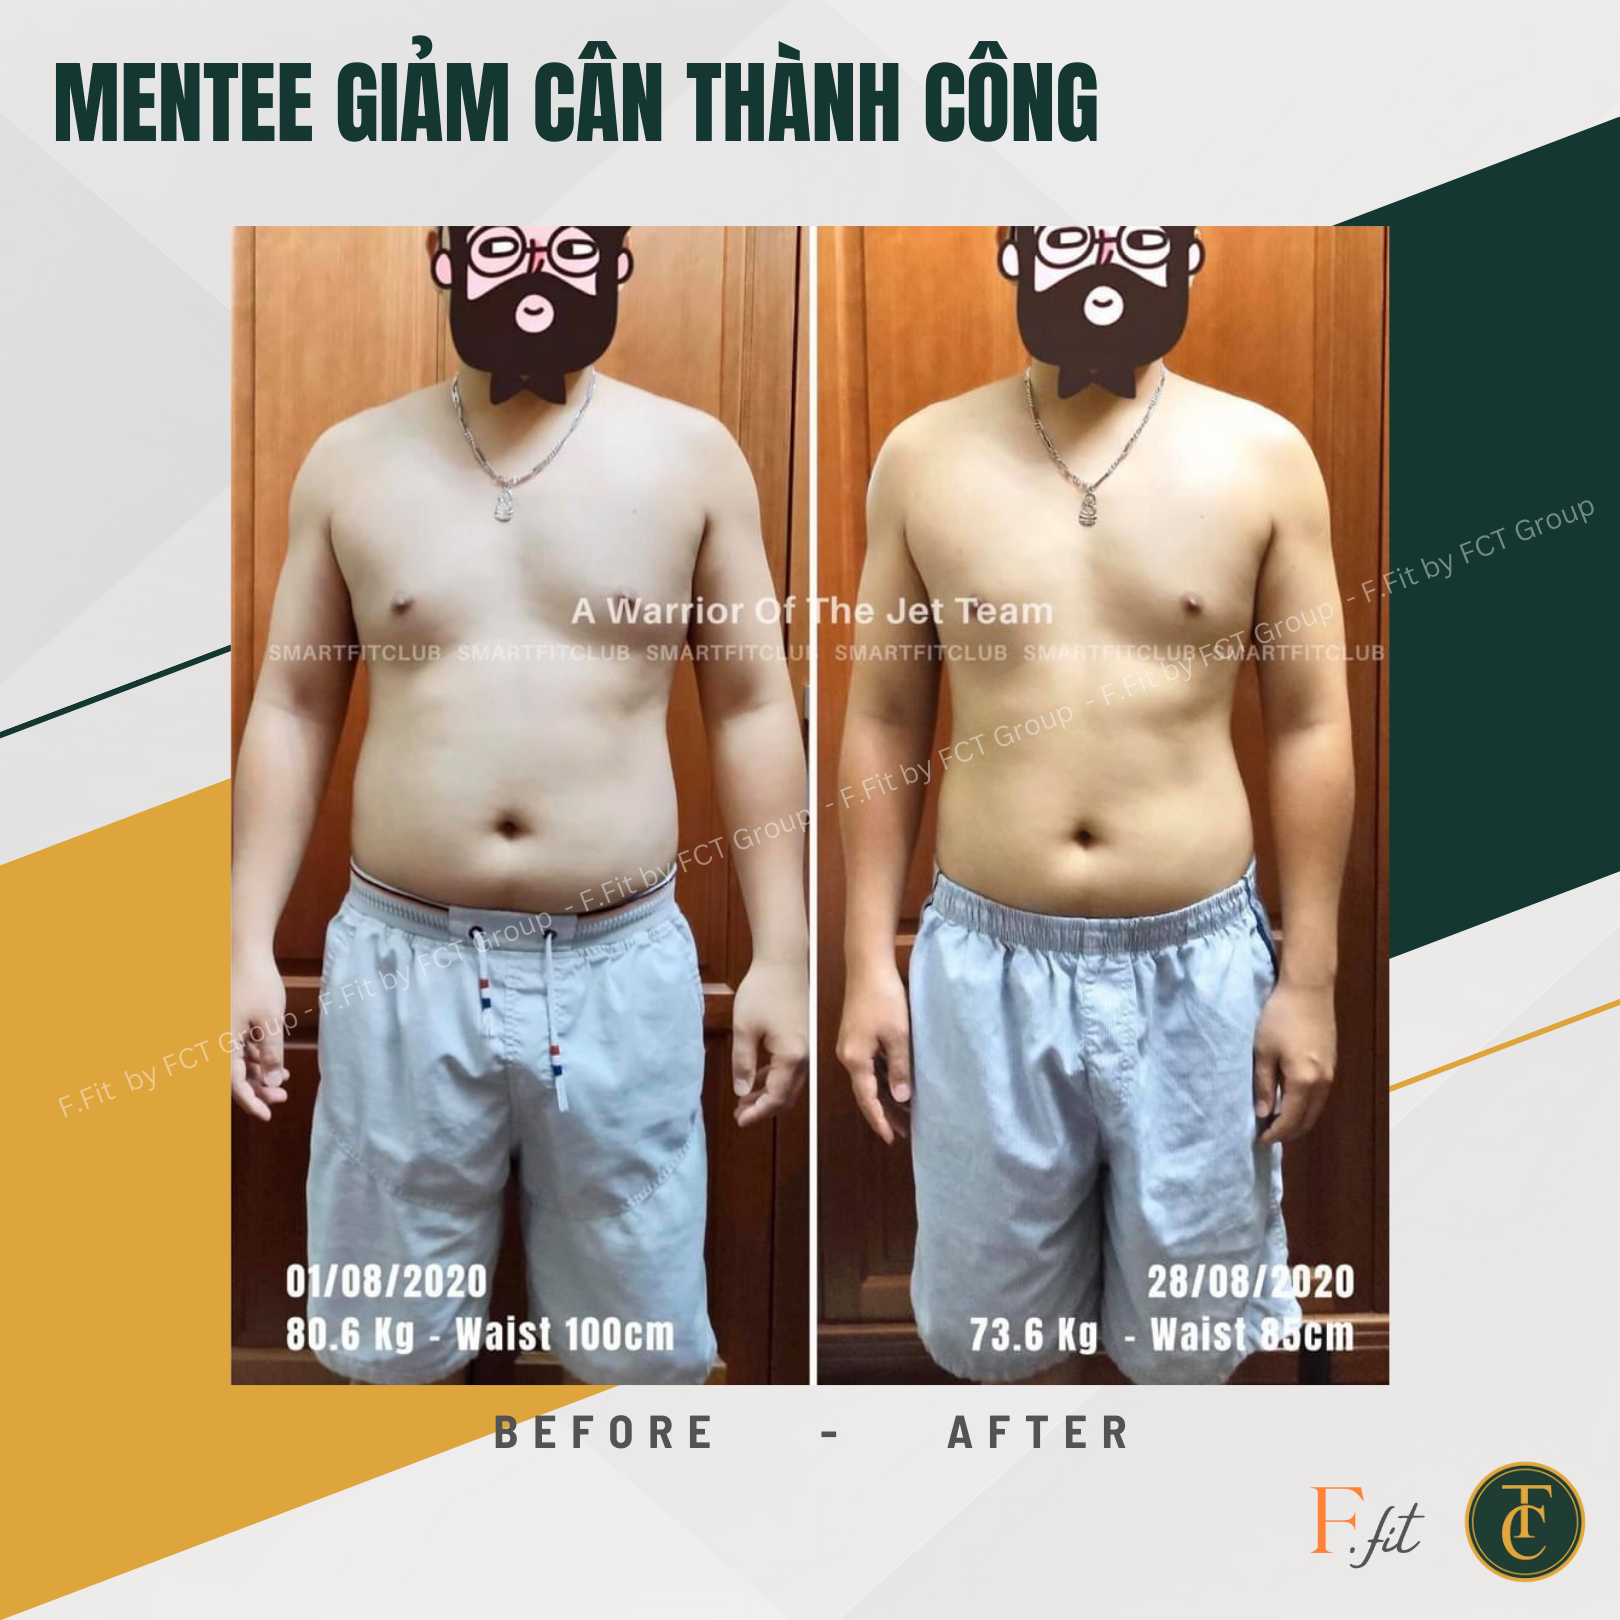 MENTEE GIẢM CÂN THÀNH CÔNG
A Warrior Of The Jet Team
SMARTFITCLUB SMARTFITCLUB SMARTFITCLUB SMARTFITCLUB SMARTFITCLUB SMARTFITCLUB
F.Fit by FCT Group - F.Fit by FCT Group - F.Fit by FCT Group - F.Fit by FCT Group - F.Fit by FCT Group - F.Fit by FCT Group
01/08/2020
80.6 Kg - Waist 100cm
28/08/2020
73.6 Kg - Waist 85cm
BEFORE - AFTER
F.fit
TFC